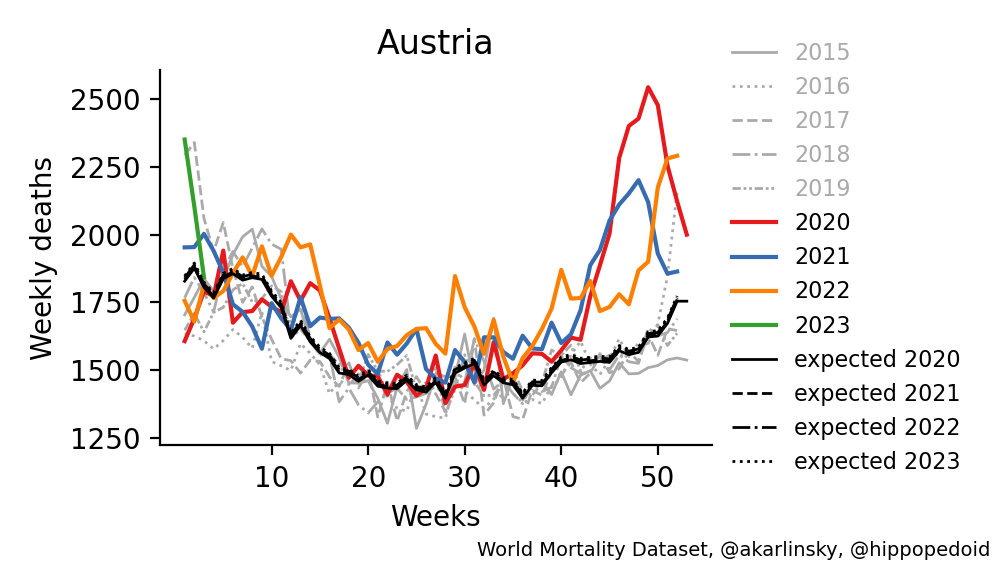 Austria
Weekly deaths
2500
2250
2000
1750
1500
1250
10 20 30 40 50
Weeks
2015
2016
2017
2018
2019
2020
2021
2022
2023
expected 2020
expected 2021
expected 2022
expected 2023
World Mortality Dataset, @akarlinsky, @hippopedoid